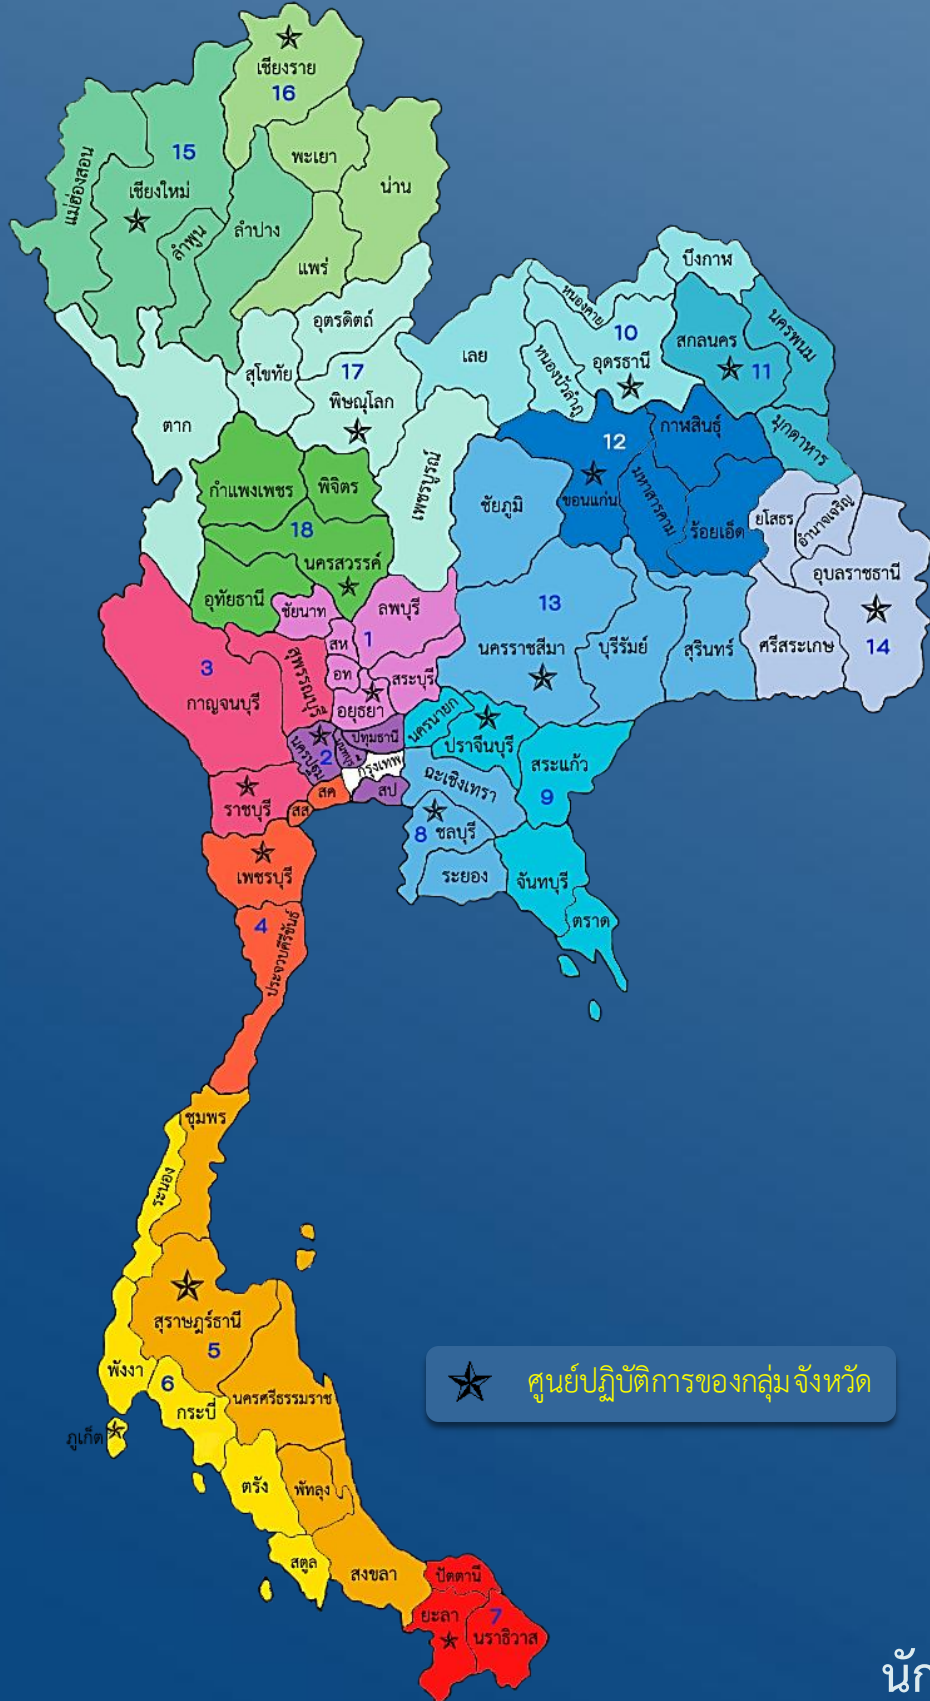 เชียงราย
16
15
พะเยา
แม่ฮ่องสอน
เชียงใหม่
น่าน
ลำพูน
ลำปาง
แพร่
บึงกาฬ
หนองคาย
อุตรดิตถ์
10
สกลนคร
นครพนม
เลย
อุดรธานี
หนองบัวลำภู
11
สุโขทัย
17
พิษณุโลก
ตาก
12
กาฬสินธุ์
มุกดาหาร
เพชรบูรณ์
กำแพงเพชร
พิจิตร
ชัยภูมิ
ขอนแก่น
มหาสารคาม
ร้อยเอ็ด
ยโสธร
อำนาจเจริญ
18
นครสวรรค์
อุบลราชธานี
อุทัยธานี
ชัยนาท
ลพบุรี
13
สห
1
นครราชสีมา
บุรีรัมย์
สุรินทร์
ศรีสะเกษ
14
3
กาญจนบุรี
สุพรรณบุรี
อท
สระบุรี
อยุธยา
นครนายก
ปราจีนบุรี
นครปฐม
2
นนทบุรี
ปทุมธานี
กรุงเทพ
สระแก้ว
ฉะเชิงเทรา
9
ราชบุรี
สค
สป
สส
8
ชลบุรี
เพชรบุรี
ระยอง
จันทบุรี
4
ประจวบคีรีขันธ์
ตราด
ชุมพร
ระนอง
สุราษฎร์ธานี
5
พังงา
6
กระบี่
นครศรีธรรมราช
ศูนย์ปฏิบัติการของกลุ่มจังหวัด
ภูเก็ต
ตรัง
พัทลุง
สตูล
สงขลา
ปัตตานี
ยะลา
7
นราธิวาส
นัก